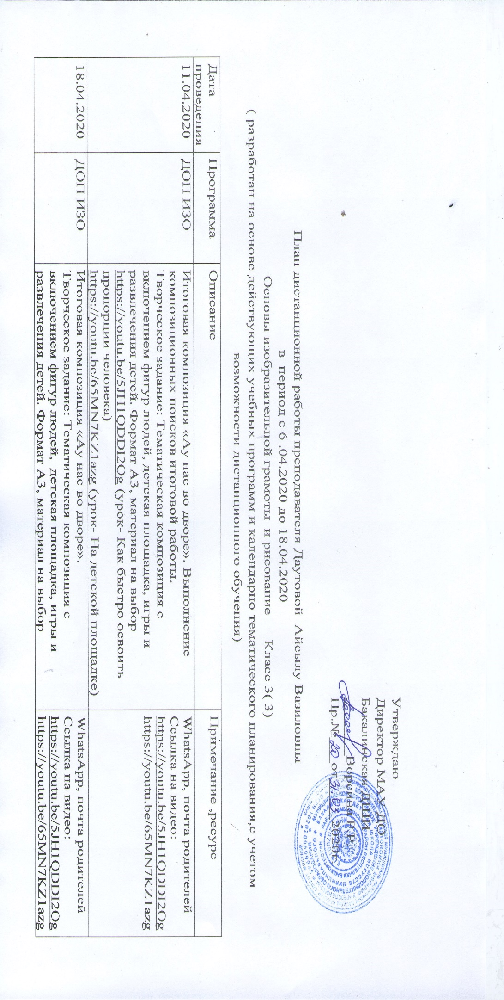 Утверждаю
Директор МАУ ДО
Бакалинская ДШИ
Ворсина Г.Р
Пр.№ 20 от 31.03. 2020г.
План дистанционной работы преподавателя Даутовой Айсылу Вазиловны
в период с 6 .04.2020 до 18.04.2020
Основы изобразительной грамоты и рисование Класс 3( 3)
( разработан на основе действующих учебных программ и календарно тематического планирования,с учетом
возможности дистанционного обучения)
Дата
проведения
Программа
Описание
Примечание ,ресурс
11.04.2020
ДОП ИЗО
Итоговая композиция «Ау нас во дворе». Выполнение
композиционных поисков итоговой работы.
Творческое задание: Тематическая композиция с
включением фигур людей, детская площадка, игры и
развлечения детей. Формат А3, материал на выбор
https://youtu.be/5JH1QDDI2Og (урок- Как быстро освоить
пропорции человека)
https://youtu.be/65MN7KZ1azg (урок- На детской площадке)
WhatsApp, почта родителей
Ссылка на видео:
https://youtu.be/5JH1QDDI2Og
https://youtu.be/65MN7KZ1azg
18.04.2020
ДОП ИЗО
Итоговая композиция «Ау нас во дворе».
Творческое задание: Тематическая композиция с
включением фигур людей, детская площадка, игры и
развлечения детей. Формат А3, материал на выбор
WhatsApp, почта родителей
Ссылка на видео:
https://youtu.be/5JH1QDDI2Og
https://youtu.be/65MN7KZ1azg